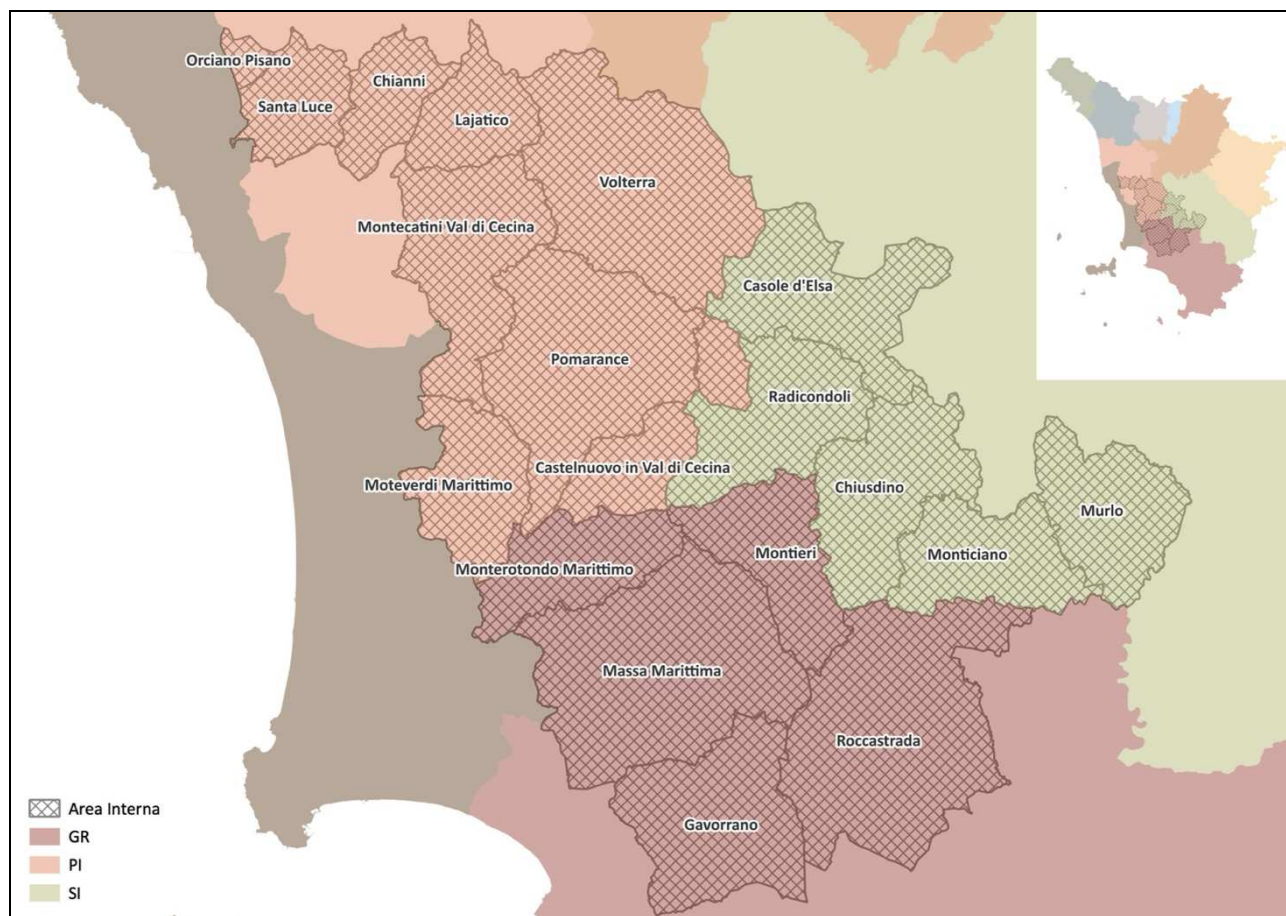 Orciano Pisano
Chianni
Santa Luce
Lajatico
Volterra
Montecatini Val di Cecina
Casole d'Elsa
Pomarance
Radicondoli
Castelnuovo in Val di Cecina
Moteverdi Marittimo
Chiusdino
Murlo
Montieri
Monticiano
Monterotondo Marittimo
Massa Marittima
Roccastrada
Gavorrano
Area Interna
GR
PI
SI